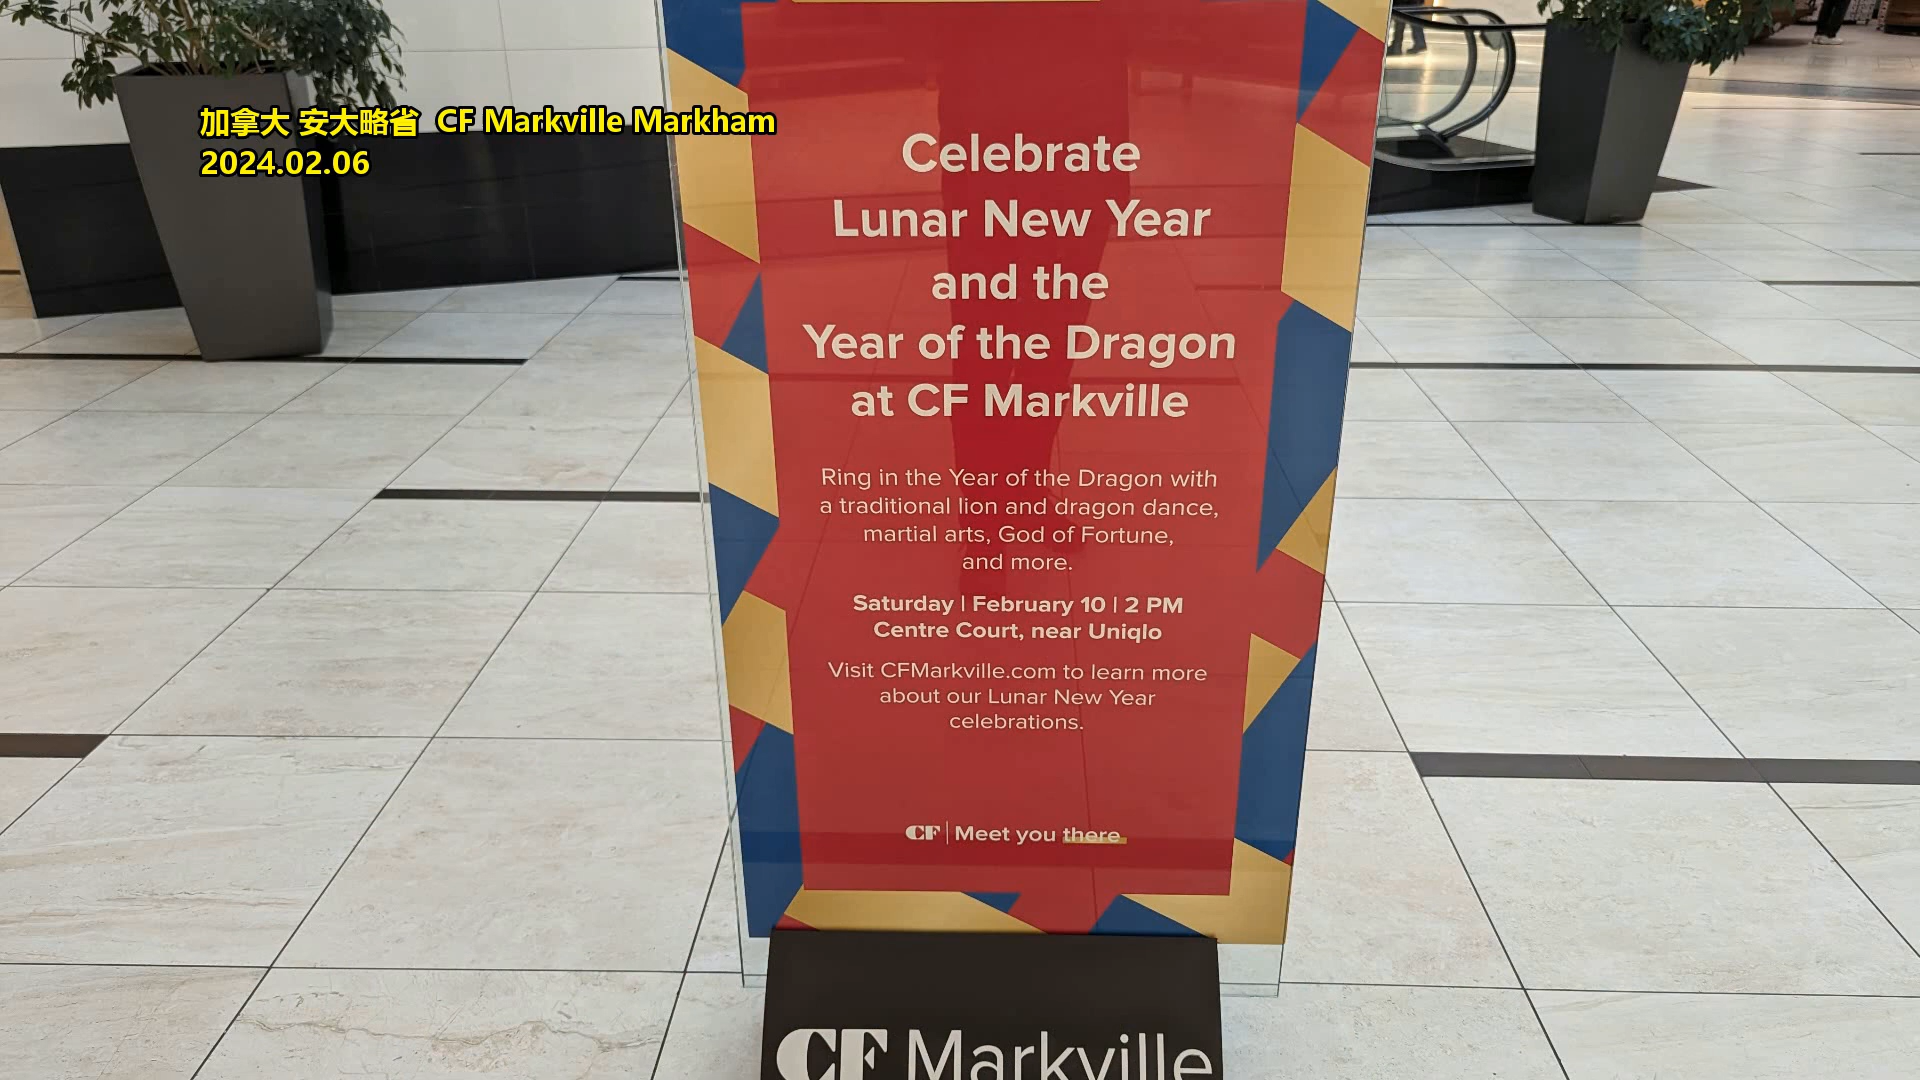 加拿大 安大略省 CF Markville Markham
2024.02.06
Celebrate
Lunar New Year
and the
Year of the Dragon
at CF Markville
Ring in the Year of the Dragon with
a traditional lion and dragon dance,
martial arts, God of Fortune,
and more.
Saturday | February 10 | 2 PM
Centre Court, near Uniqlo
Visit CFMarkville.com to learn more
about our Lunar New Year
celebrations.
CF | Meet you there
CF Markville